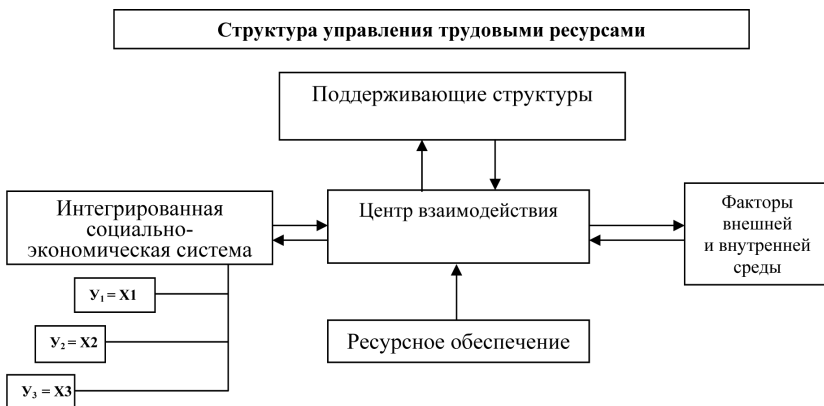 Структура управления трудовыми ресурсами
Поддерживающие структуры
Интегрированная
социально-
экономическая система
Центр взаимодействия
Факторы
внешней
и внутренней
среды
У₁ = Х1
У₂ = Х2
Ресурсное обеспечение
У₃ = Х3